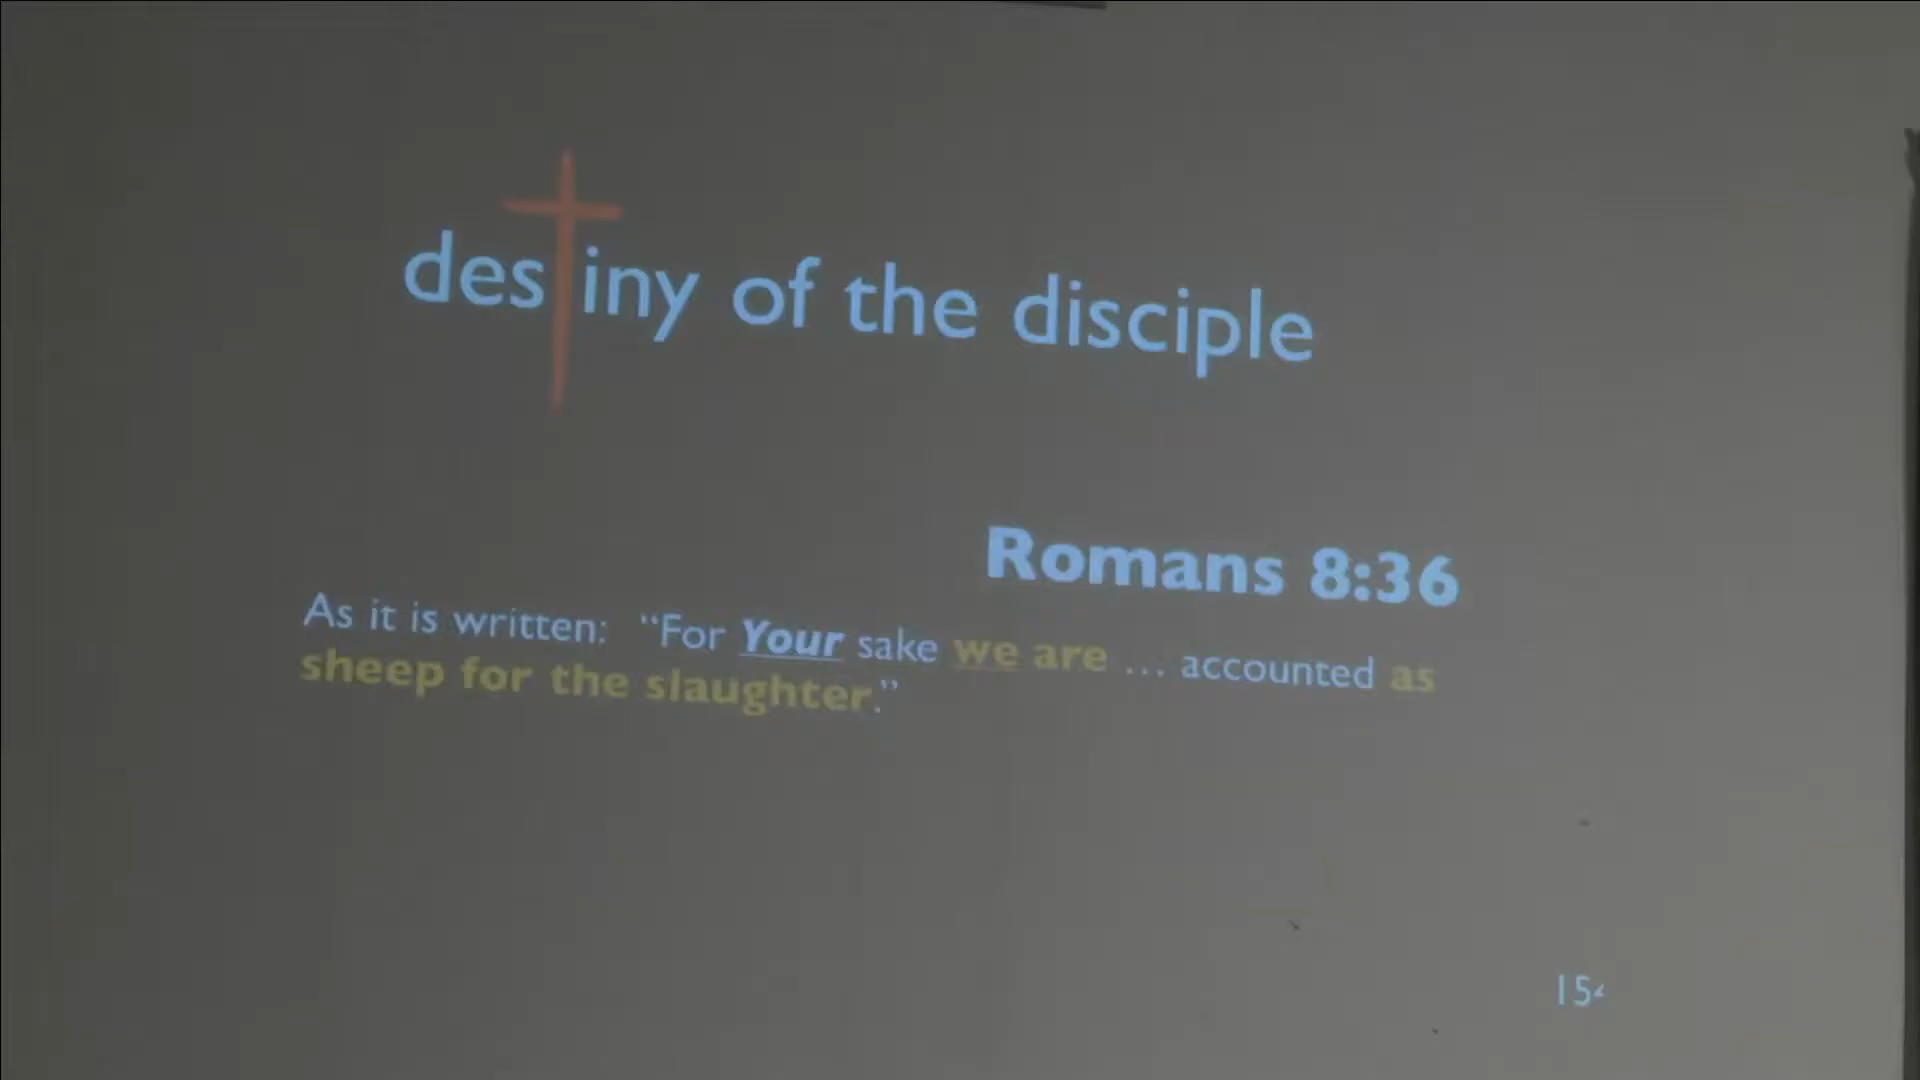 destiny of the disciple
Romans 8:36
As it is written: “For Your sake we are … accounted as
sheep for the slaughter.”